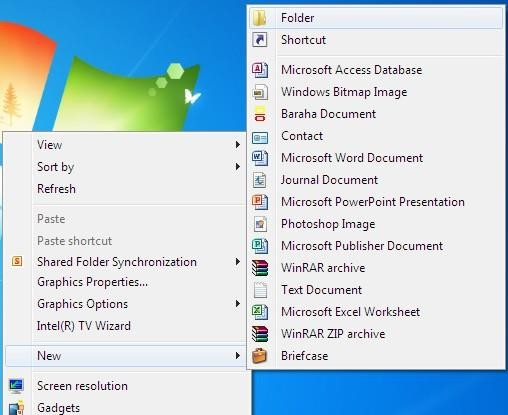 View
Sort by
Refresh
Paste
Paste shortcut
Shared Folder Synchronization
Graphics Properties...
Graphics Options
Intel(R) TV Wizard
New
Screen resolution
Gadgets
Folder
Shortcut
Microsoft Access Database
Windows Bitmap Image
Baraha Document
Contact
Microsoft Word Document
Journal Document
Microsoft PowerPoint Presentation
Photoshop Image
Microsoft Publisher Document
WinRAR archive
Text Document
Microsoft Excel Worksheet
WinRAR ZIP archive
Briefcase